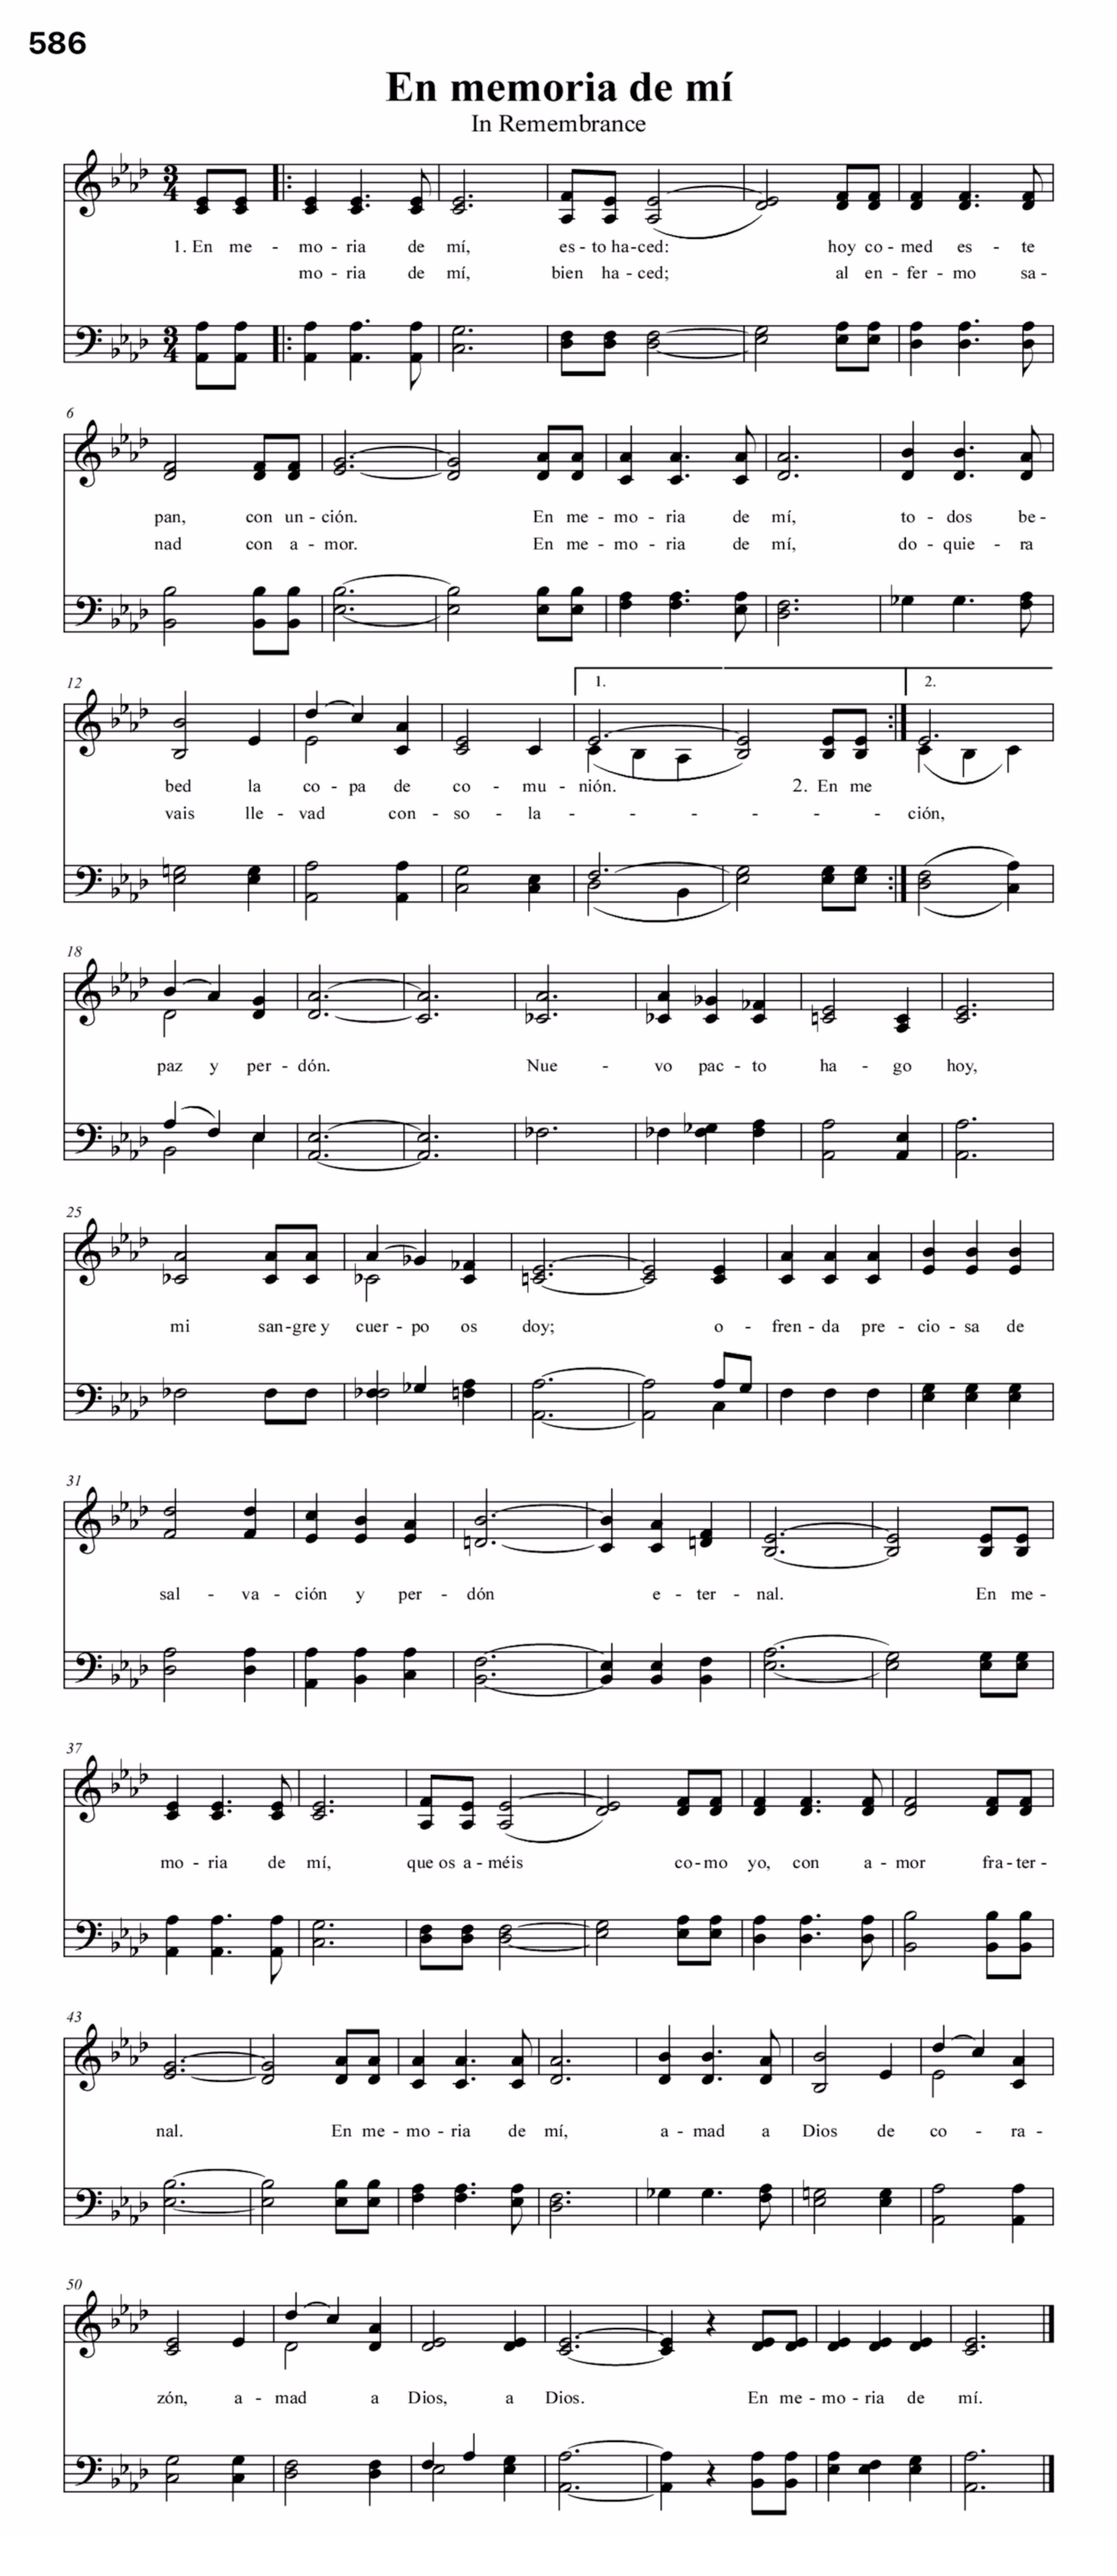 586
En memoria de mí
In Remembrance
1. En me - mo - ria de mí, es - to ha - ced: hoy co - med es - te
mo - ria de mí, bien ha - ced; al en - fer - mo sa -
6
pan, con un - ción. En me - mo - ria de mí, to - dos be -
nad con a - mor. En me - mo - ria de mí, do - quie - ra
12
1. 2.
bed la co - pa de co - mu - nión. 2. En me
vais lle - vad con - so - la - - - - - - ción,
18
paz y per - dón. Nue - vo pac - to ha - go hoy,
25
mi san - gre y cuer - po os doy; o - fren - da pre - cio - sa de
31
sal - va - ción y per - dón e - ter - nal. En me -
37
mo - ria de mí, que os a - méis co - mo yo, con a - mor fra - ter -
43
nal. En me - mo - ria de mí, a - mad a Dios de co - ra -
50
zón, a - mad a Dios, a Dios. En me - mo - ria de mí.